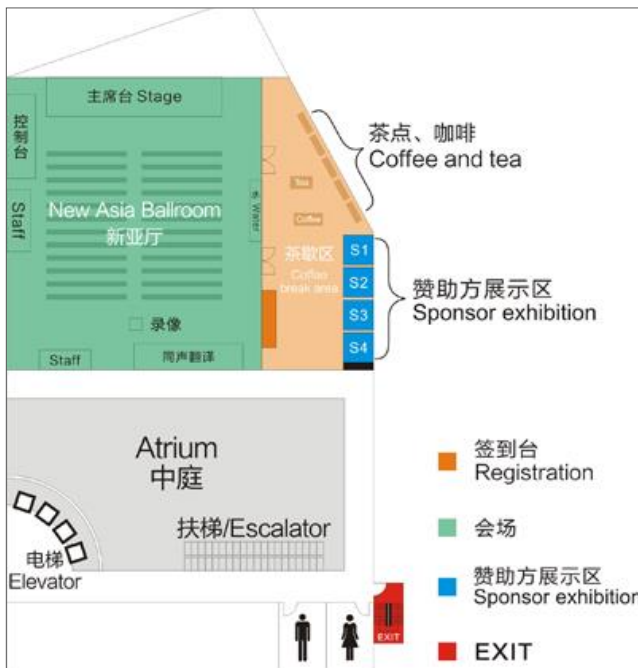 主席台 Stage
控制台
Staff
New Asia Ballroom
新亚厅
水 Water
Tea
Coffee
茶歇区
Coffee
break area
录像
Staff
同声翻译
茶点、咖啡
Coffee and tea
S1
S2
S3
S4
赞助方展示区
Sponsor exhibition
Atrium
中庭
扶梯/Escalator
电梯
Elevator
EXIT
签到台
Registration
会场
赞助方展示区
Sponsor exhibition
EXIT